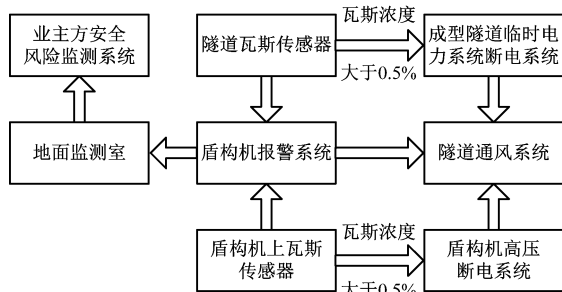 业主方安全
风险监测系统
隧道瓦斯传感器
瓦斯浓度
大于0.5%
成型隧道临时电
力系统断电系统
地面监测室
盾构机报警系统
隧道通风系统
盾构机上瓦斯
传感器
瓦斯浓度
大于0.5%
盾构机高压
断电系统